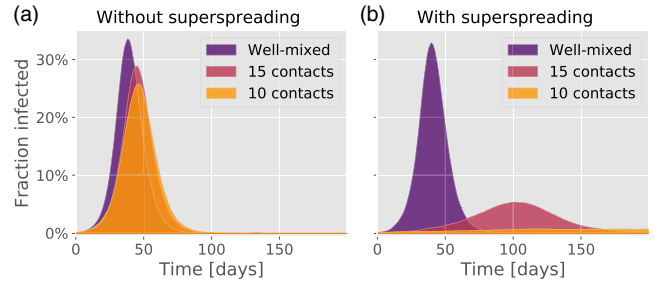 (a) Without superspreading
Well-mixed
15 contacts
10 contacts
Fraction infected
30%
20%
10%
0%
0 50 100 150
Time [days]
(b) With superspreading
Well-mixed
15 contacts
10 contacts
0 50 100 150
Time [days]